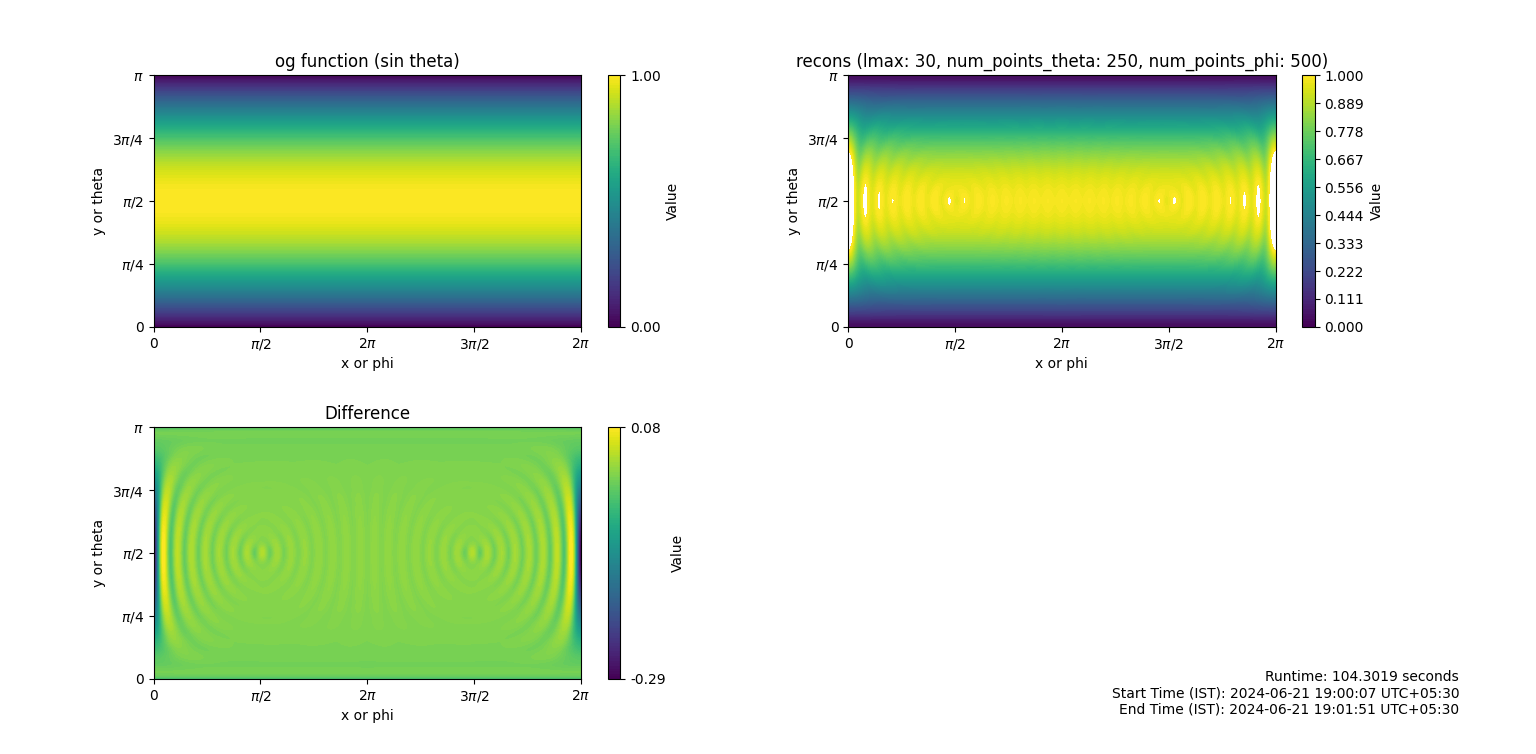 og function (sin theta)
π
3π/4
π/2
π/4
0
y or theta
0
π/2
2π
3π/2
2π
x or phi
1.00
0.00
Value
recons (lmax: 30, num_points_theta: 250, num_points_phi: 500)
π
3π/4
π/2
π/4
0
y or theta
0
π/2
2π
3π/2
2π
x or phi
1.000
0.889
0.778
0.667
0.556
0.444
0.333
0.222
0.111
0.000
Value
Difference
π
3π/4
π/2
π/4
0
y or theta
0
π/2
2π
3π/2
2π
x or phi
0.08
-0.29
Value
Runtime: 104.3019 seconds
Start Time (IST): 2024-06-21 19:00:07 UTC+05:30
End Time (IST): 2024-06-21 19:01:51 UTC+05:30